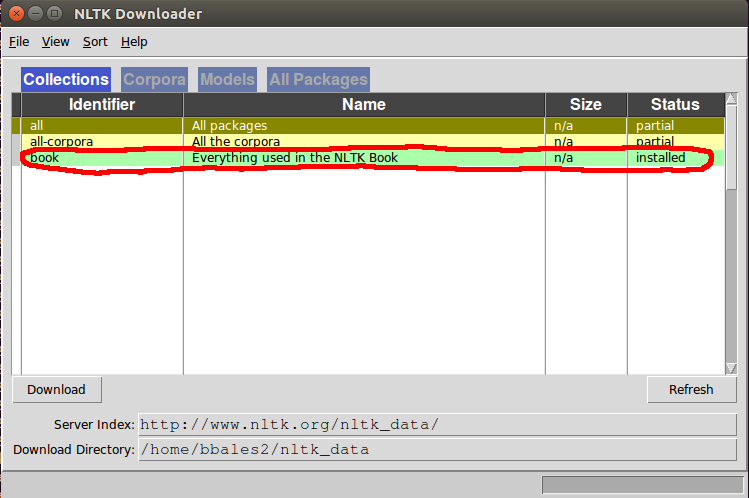 NLTK Downloader
File View Sort Help
Collections Corpora Models All Packages
Identifier Name Size Status
all All packages n/a partial
all-corpora All the corpora n/a partial
book Everything used in the NLTK Book n/a installed
Download Refresh
Server Index: http://www.nltk.org/nltk_data/
Download Directory: /home/bbales2/nltk_data